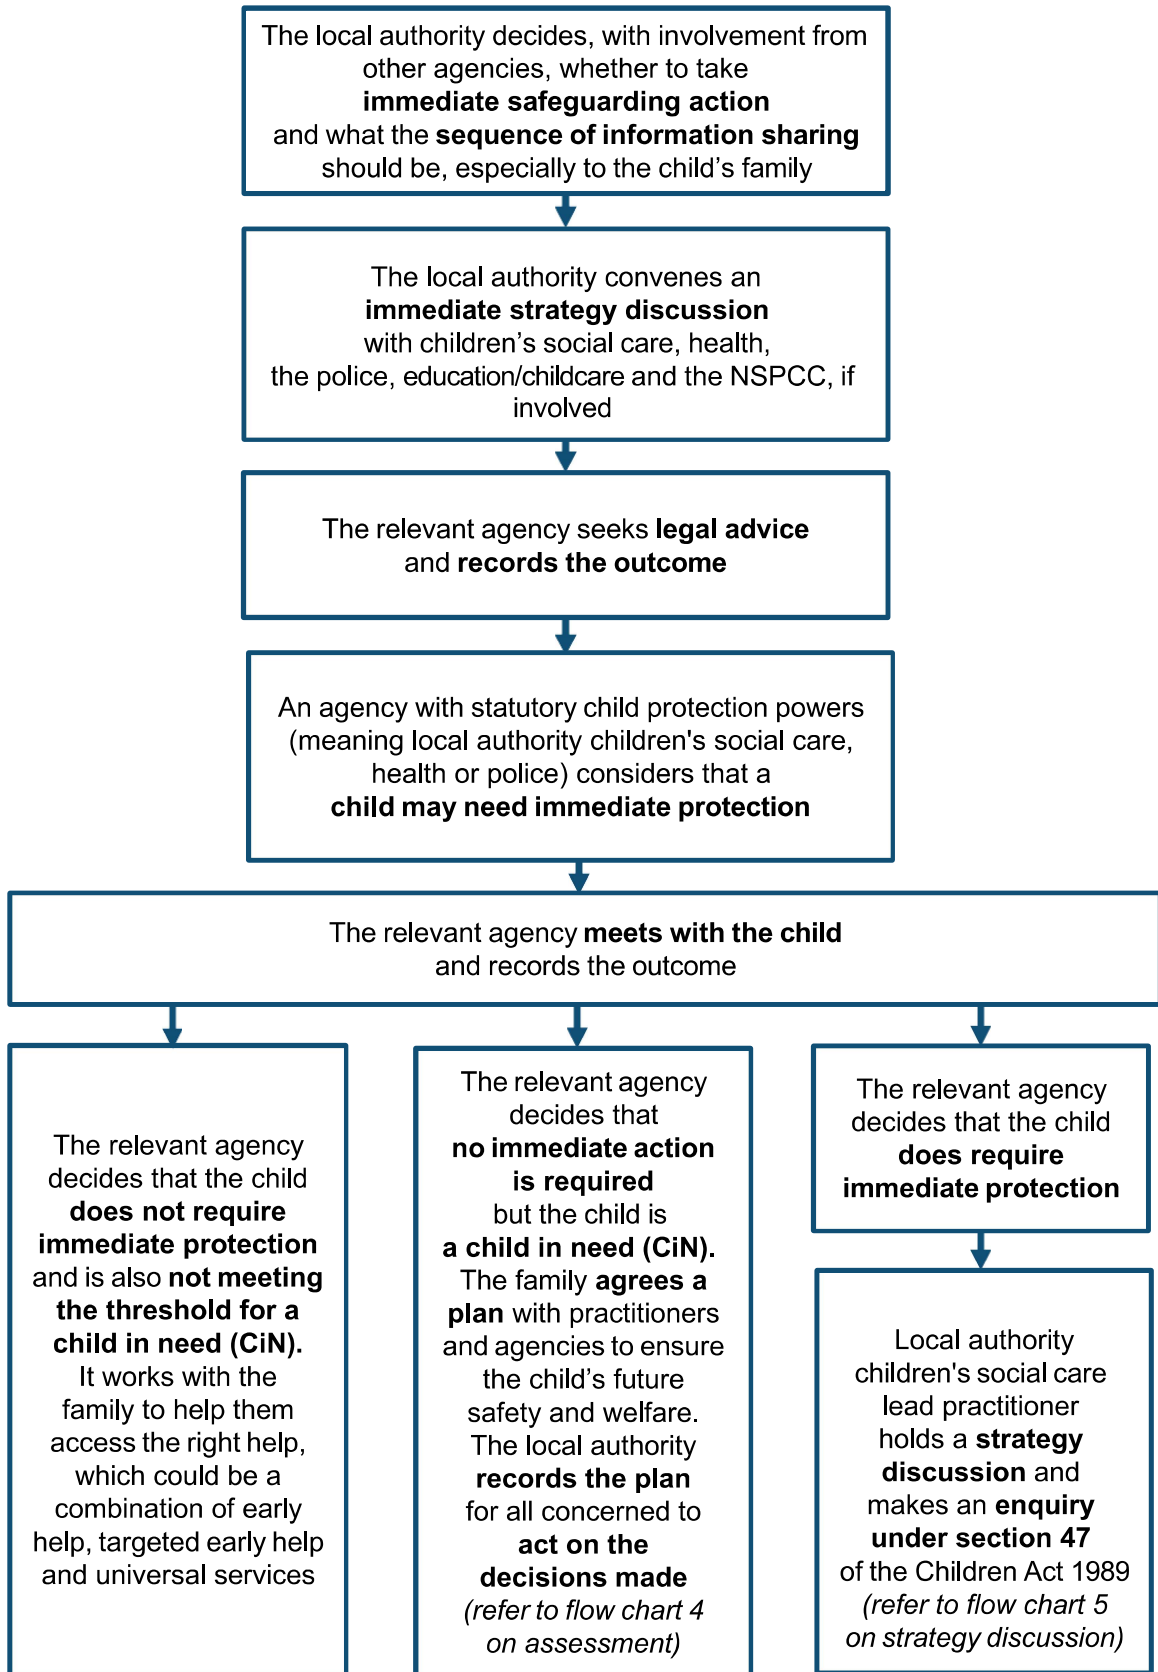 The local authority decides, with involvement from
other agencies, whether to take
immediate safeguarding action
and what the sequence of information sharing
should be, especially to the child’s family
The local authority convenes an
immediate strategy discussion
with children’s social care, health,
the police, education/childcare and the NSPCC, if
involved
The relevant agency seeks legal advice
and records the outcome
An agency with statutory child protection powers
(meaning local authority children's social care,
health or police) considers that a
child may need immediate protection
The relevant agency meets with the child
and records the outcome
The relevant agency
decides that the child
does not require
immediate protection
and is also not meeting
the threshold for a
child in need (CiN).
It works with the
family to help them
access the right help,
which could be a
combination of early
help, targeted early help
and universal services
The relevant agency
decides that
no immediate action
is required
but the child is
a child in need (CiN).
The family agrees a
plan with practitioners
and agencies to ensure
the child’s future
safety and welfare.
The local authority
records the plan
for all concerned to
act on the
decisions made
(refer to flow chart 4
on assessment)
The relevant agency
decides that the child
does require
immediate protection
Local authority
children's social care
lead practitioner
holds a strategy
discussion and
makes an enquiry
under section 47
of the Children Act 1989
(refer to flow chart 5
on strategy discussion)